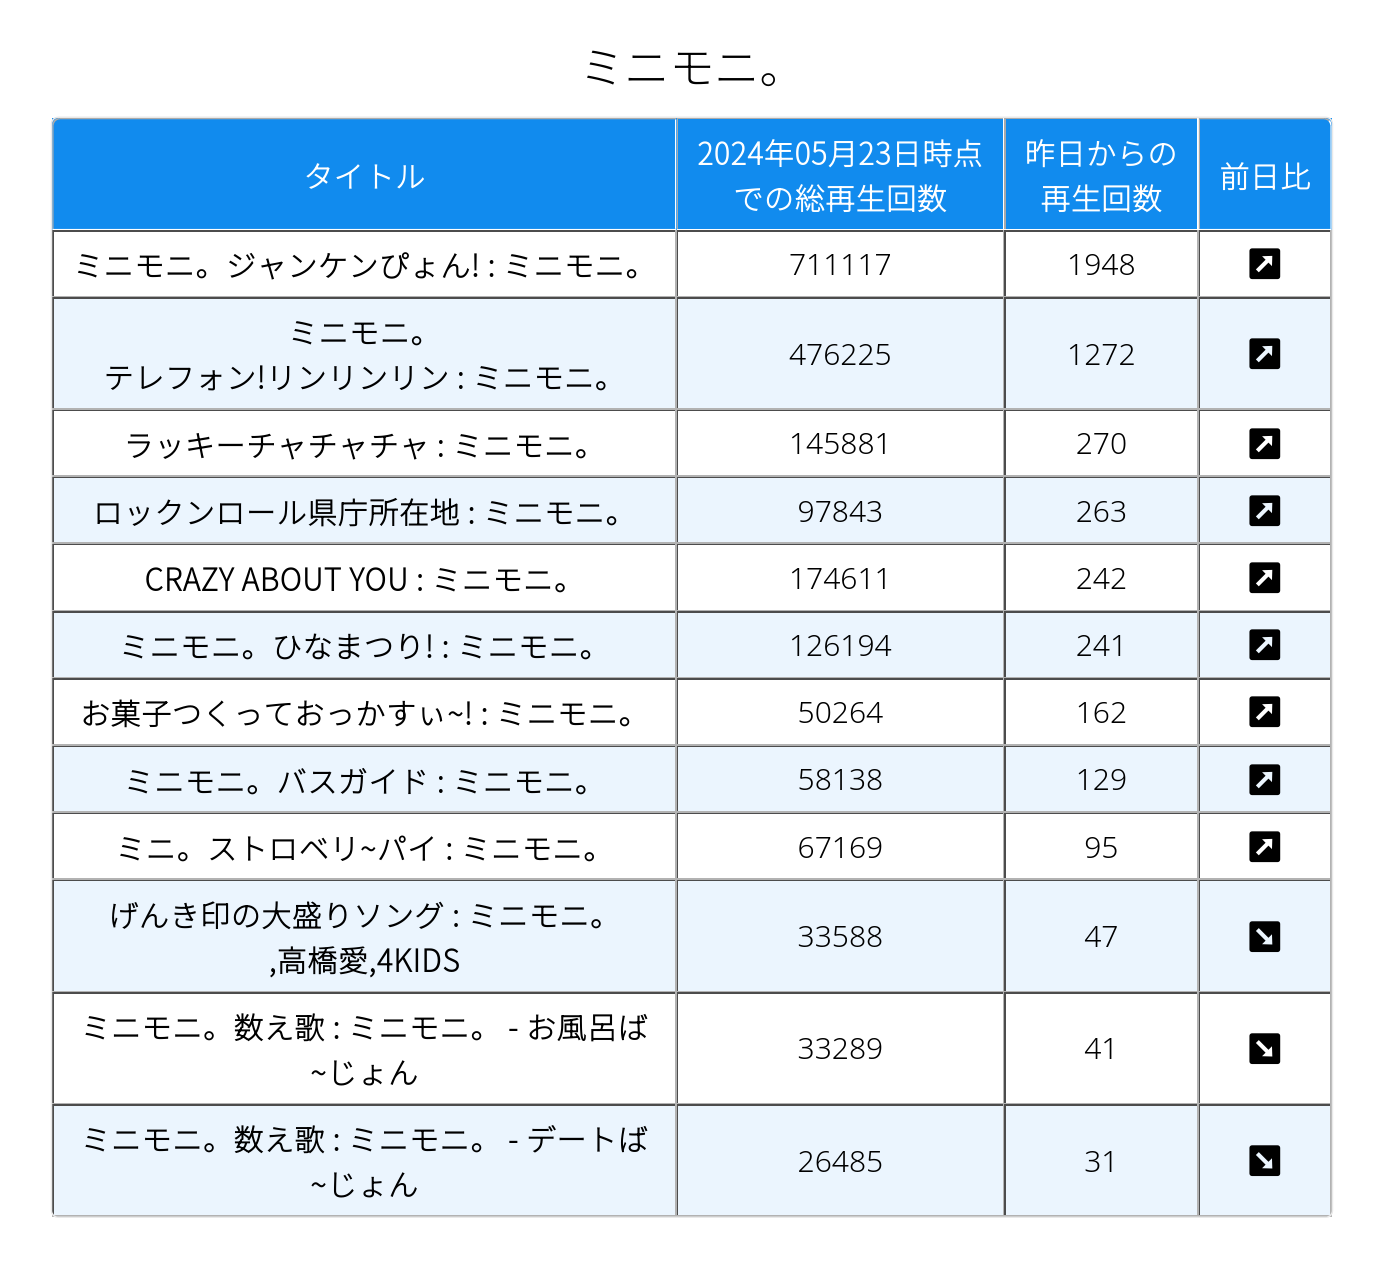 ミニモニ。
タイトル
2024年05月23日時点
での総再生回数
昨日からの
再生回数
前日比
ミニモニ。ジャンケンぴょん! : ミニモニ。
711117
1948
ミニモニ。
テレフォン!リンリンリン : ミニモニ。
476225
1272
ラッキーチャチャチャ : ミニモニ。
145881
270
ロックンロール県庁所在地 : ミニモニ。
97843
263
CRAZY ABOUT YOU : ミニモニ。
174611
242
ミニモニ。ひなまつり! : ミニモニ。
126194
241
お菓子つくっておっかすぃ~! : ミニモニ。
50264
162
ミニモニ。バスガイド : ミニモニ。
58138
129
ミニ。ストロベリ~パイ : ミニモニ。
67169
95
げんき印の大盛りソング : ミニモニ。
,高橋愛,4KIDS
33588
47
ミニモニ。数え歌 : ミニモニ。 - お風呂ば
~じょん
33289
41
ミニモニ。数え歌 : ミニモニ。 - デートば
~じょん
26485
31